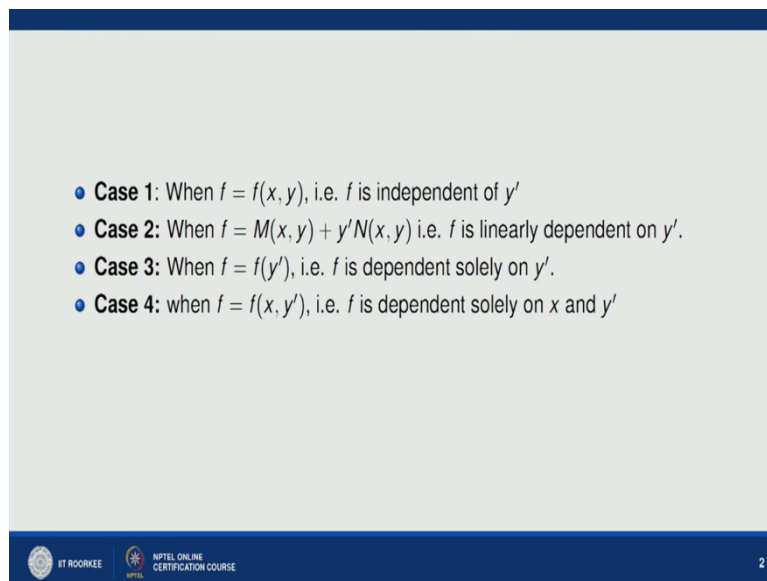 Case 1: When f = f(x, y), i.e. f is independent of y′
Case 2: When f = M(x, y) + y′N(x, y) i.e. f is linearly dependent on y′.
Case 3: When f = f(y′), i.e. f is dependent solely on y′.
Case 4: when f = f(x, y′), i.e. f is dependent solely on x and y′
IIT ROORKEE
NPTEL
NPTEL ONLINE
CERTIFICATION COURSE
2